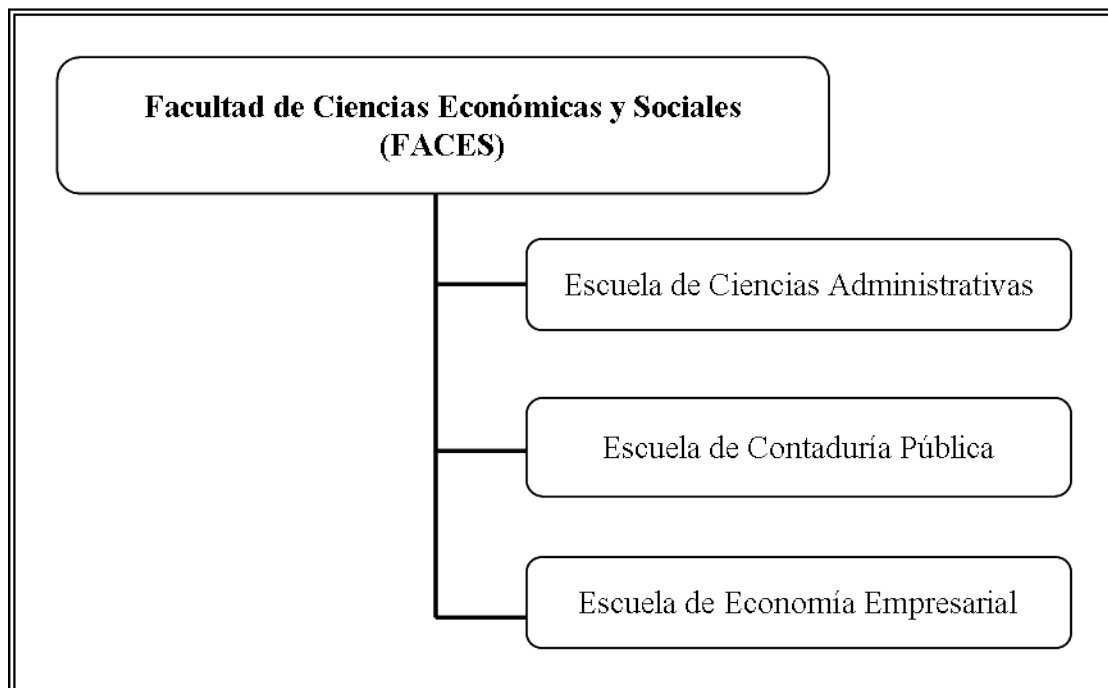 Facultad de Ciencias Económicas y Sociales
(FACES)
Escuela de Ciencias Administrativas
Escuela de Contaduría Pública
Escuela de Economía Empresarial